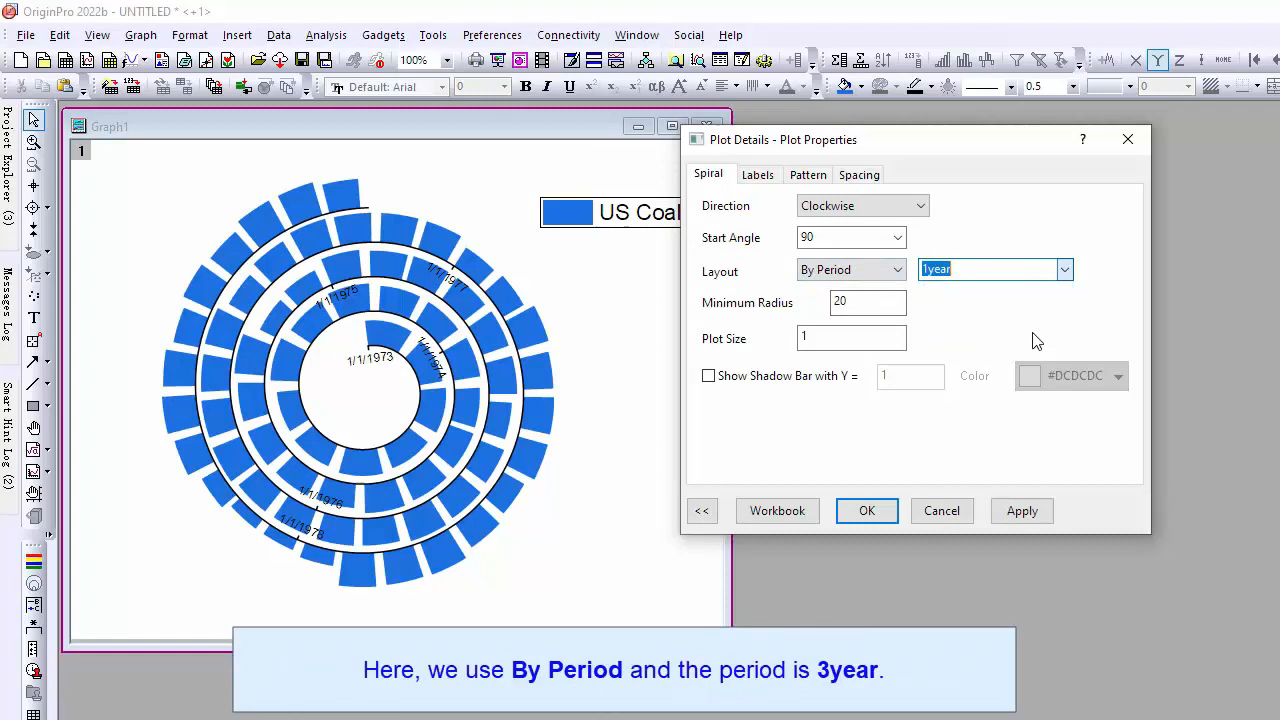 OriginPro 2022b - UNTITLED * <+1>
File Edit View Graph Format Insert Data Analysis Gadgets Tools Preferences Connectivity Window Social Help
100%
Default: Arial 0 B I U 0.5 0
Project Explorer (3)
Messages Log
Smart Hint Log (2)
Graph1
1
US Coal
1/1/1977
1/1/1975
1/1/1973
1/1/1974
1/1/1976
1/1/1978
Plot Details - Plot Properties
Spiral Labels Pattern Spacing
Direction Clockwise
Start Angle 90
Layout By Period 1year
Minimum Radius 20
Plot Size 1
Show Shadow Bar with Y = 1 Color #DCDCDC
<< Workbook OK Cancel Apply
Here, we use By Period and the period is 3year.